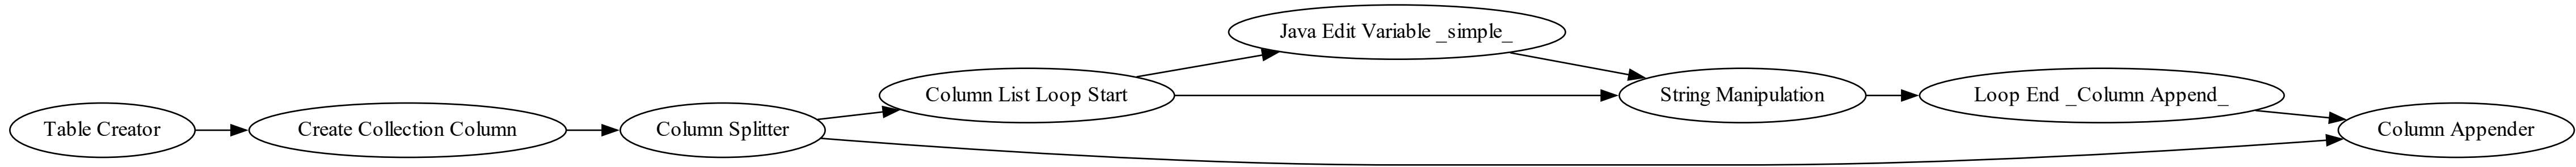 Table Creator
Create Collection Column
Column Splitter
Column List Loop Start
Java Edit Variable _simple_
String Manipulation
Loop End _Column Append_
Column Appender